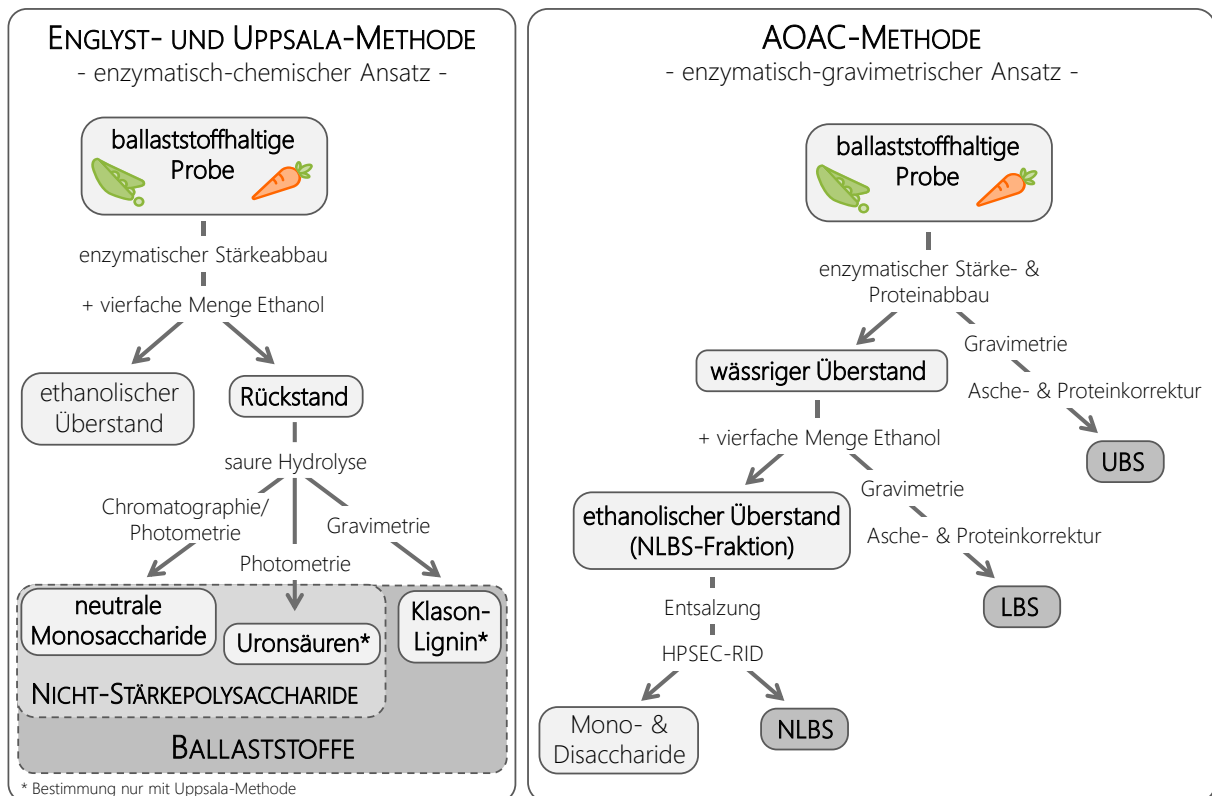 ENGLYST- UND UPPSALA-METHODE
- enzymatisch-chemischer Ansatz -
ballaststoffhaltige
Probe
enzymatischer Stärkeabbau
+ vierfache Menge Ethanol
ethanolischer
Überstand
Rückstand
saure Hydrolyse
Chromatographie/
Photometrie
Gravimetrie
Photometrie
neutrale
Monosaccharide
Uronsäuren*
Klason-
Lignin*
NICHT-STÄRKEPOLYSACCHARIDE
BALLASTSTOFFE
* Bestimmung nur mit Uppsala-Methode
AOAC-METHODE
- enzymatisch-gravimetrischer Ansatz -
ballaststoffhaltige
Probe
enzymatischer Stärke- &
Proteinabbau
Gravimetrie
Asche- & Proteinkorrektur
wässriger Überstand
UBS
+ vierfache Menge Ethanol
Gravimetrie
Asche- & Proteinkorrektur
ethanolischer Überstand
(NLBS-Fraktion)
LBS
Entsalzung
HPSEC-RID
Mono- &
Disaccharide
NLBS